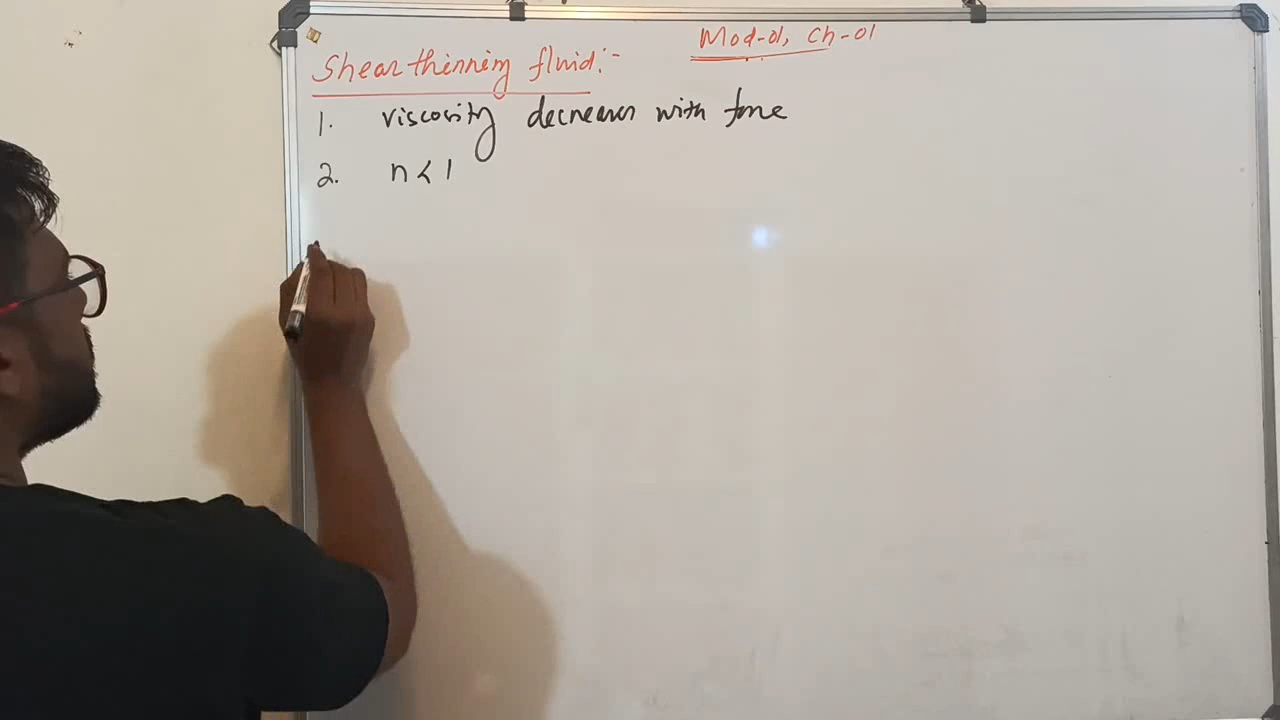 Mod-01, Ch-01
Shear thinning fluid:-
1. viscosity decreases with time
2. n < 1